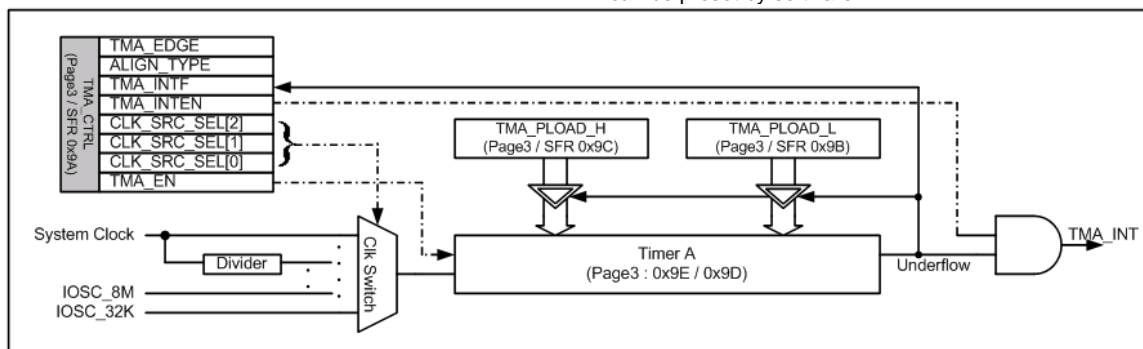 TMA_CTRL
(Page3 / SFR 0x9A)
TMA_EDGE
ALIGN_TYPE
TMA_INTF
TMA_INTEN
CLK_SRC_SEL[2]
CLK_SRC_SEL[1]
CLK_SRC_SEL[0]
TMA_EN
TMA_PLOAD_H
(Page3 / SFR 0x9C)
TMA_PLOAD_L
(Page3 / SFR 0x9B)
System Clock
Divider
IOSC_8M
IOSC_32K
Clk Switch
Timer A
(Page3 : 0x9E / 0x9D)
Underflow
TMA_INT